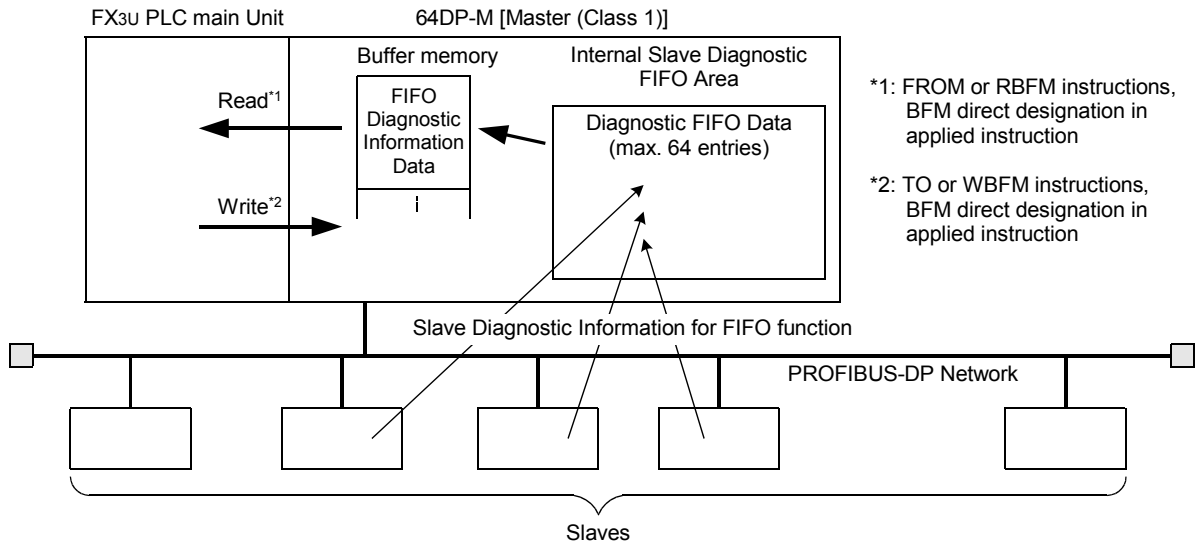 FX3U PLC main Unit
64DP-M [Master (Class 1)]
Buffer memory
Internal Slave Diagnostic
FIFO Area
Read*1
FIFO
Diagnostic
Information
Data
Diagnostic FIFO Data
(max. 64 entries)
Write*2
*1: FROM or RBFM instructions,
BFM direct designation in
applied instruction
*2: TO or WBFM instructions,
BFM direct designation in
applied instruction
Slave Diagnostic Information for FIFO function
PROFIBUS-DP Network
Slaves